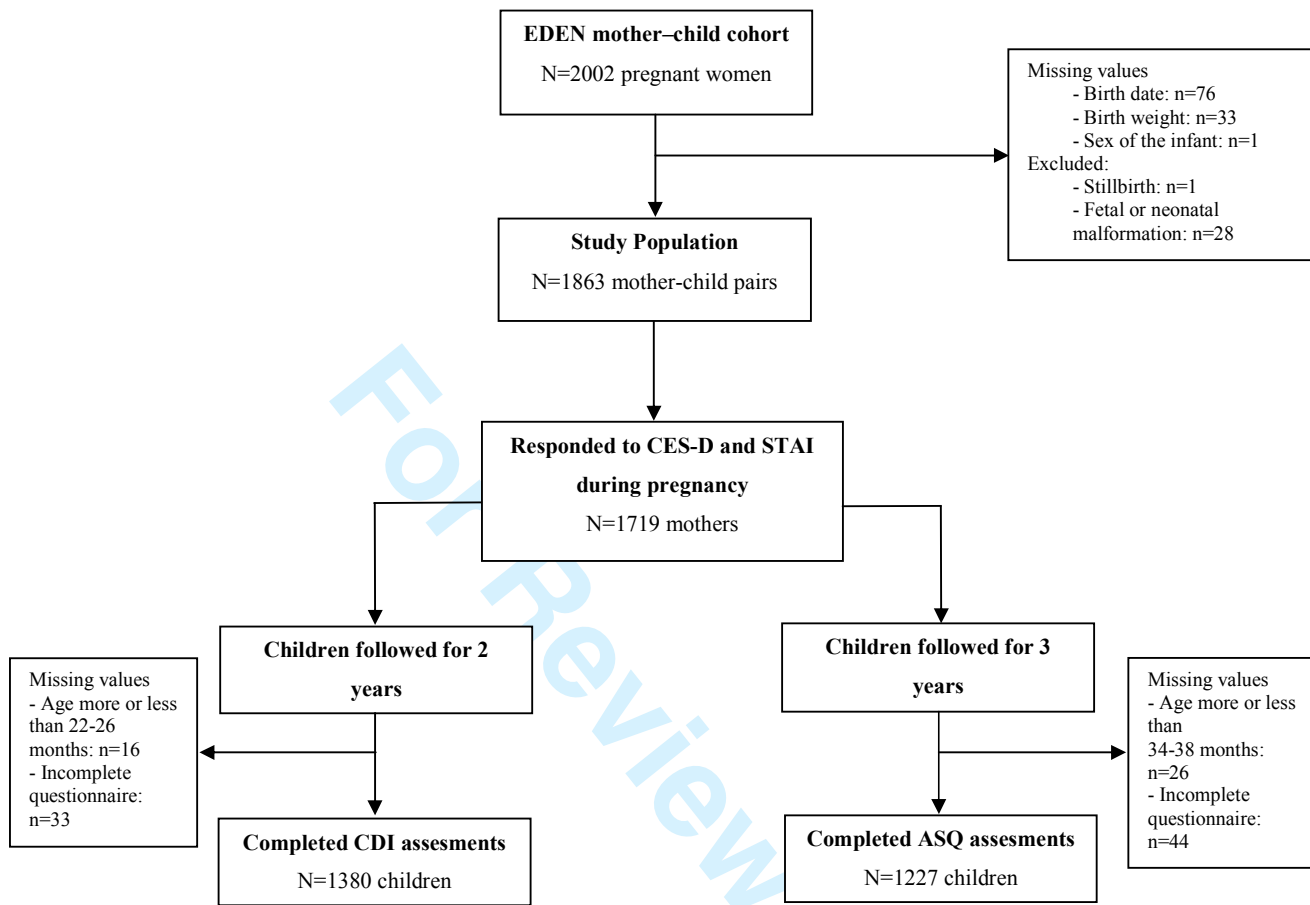 EDEN mother–child cohort
N=2002 pregnant women
Missing values
- Birth date: n=76
- Birth weight: n=33
- Sex of the infant: n=1
Excluded:
- Stillbirth: n=1
- Fetal or neonatal
malformation: n=28
Study Population
N=1863 mother-child pairs
Responded to CES-D and STAI
during pregnancy
N=1719 mothers
Children followed for 2
years
Children followed for 3
years
Missing values
- Age more or less
than 22-26
months: n=16
- Incomplete
questionnaire:
n=33
Missing values
- Age more or less
than
34-38 months:
n=26
- Incomplete
questionnaire:
n=44
Completed CDI assesments
N=1380 children
Completed ASQ assesments
N=1227 children
For Review